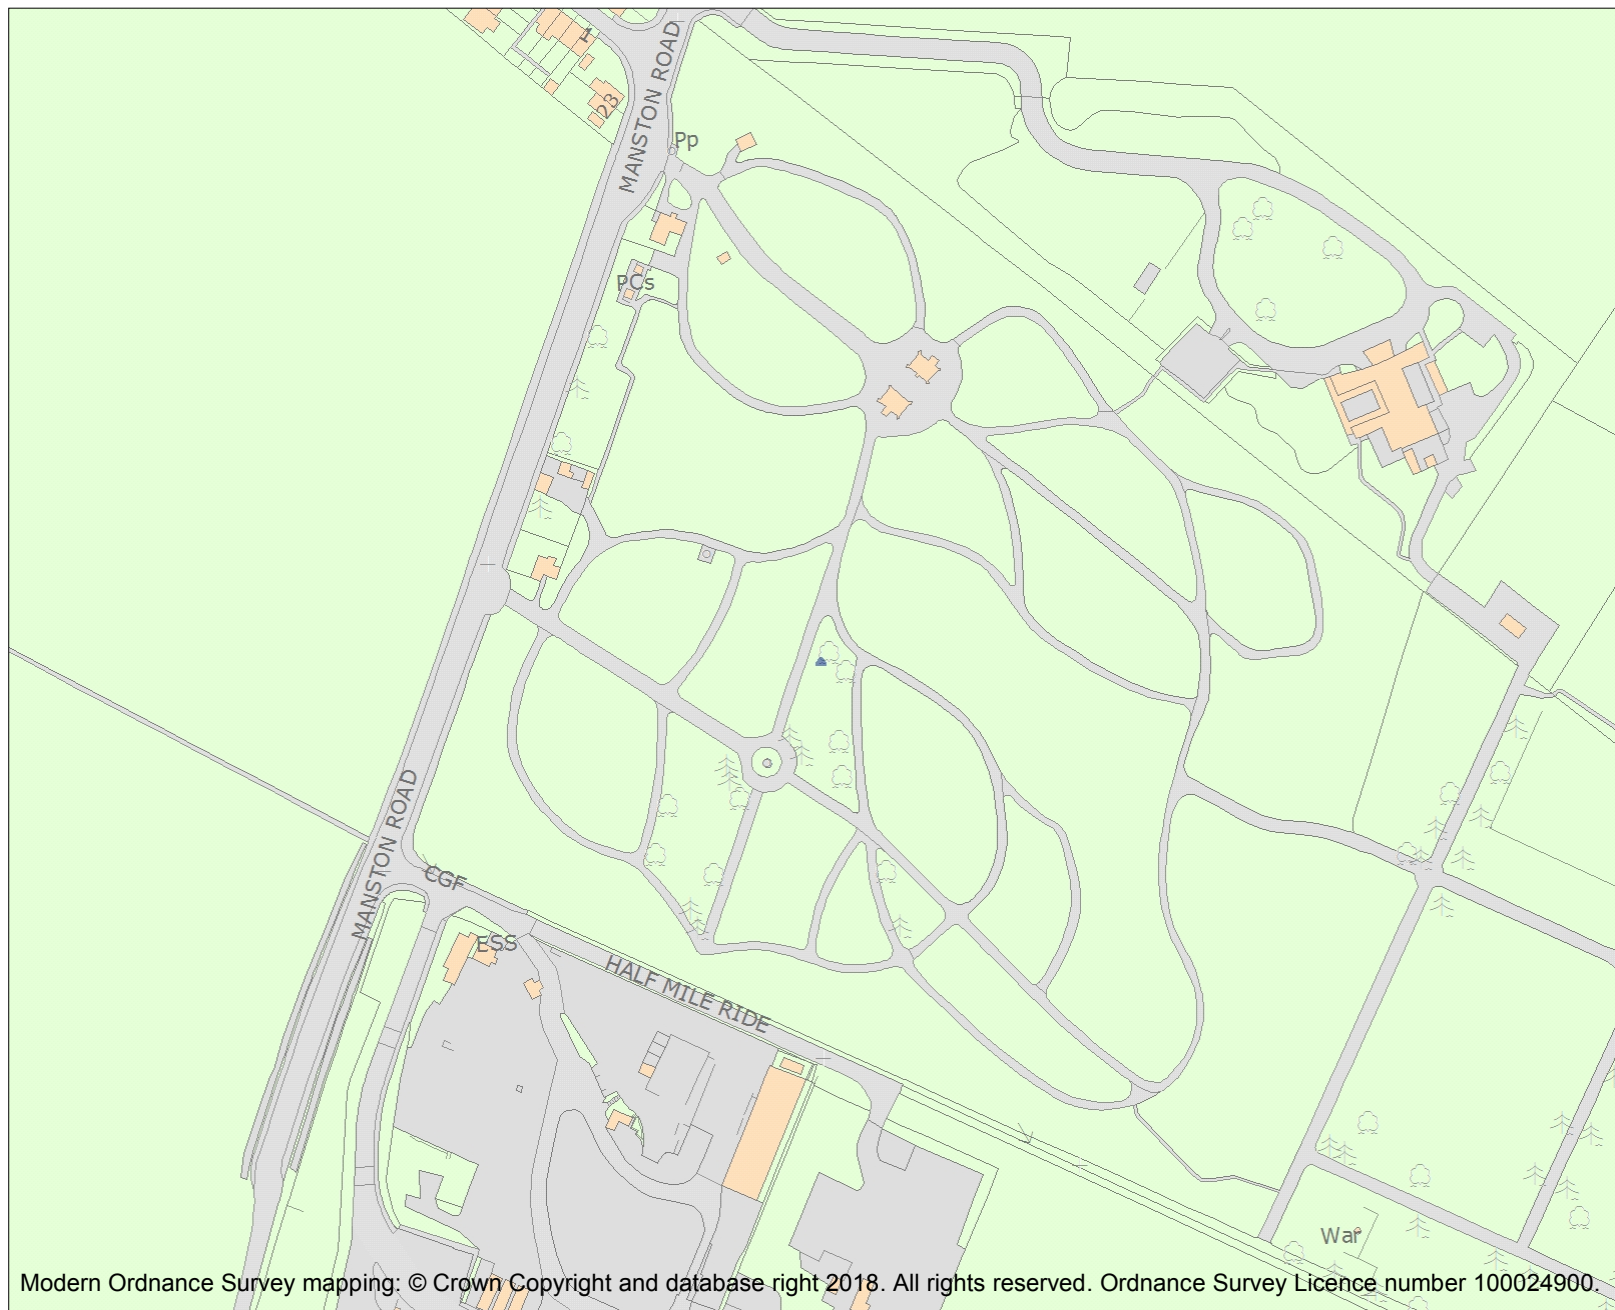 1
MANSTON ROAD
23
Pp
PCs
MANSTON ROAD
CGF
ESS
HALF MILE RIDE
War
Modern Ordnance Survey mapping: © Crown Copyright and database right 2018. All rights reserved. Ordnance Survey Licence number 100024900.